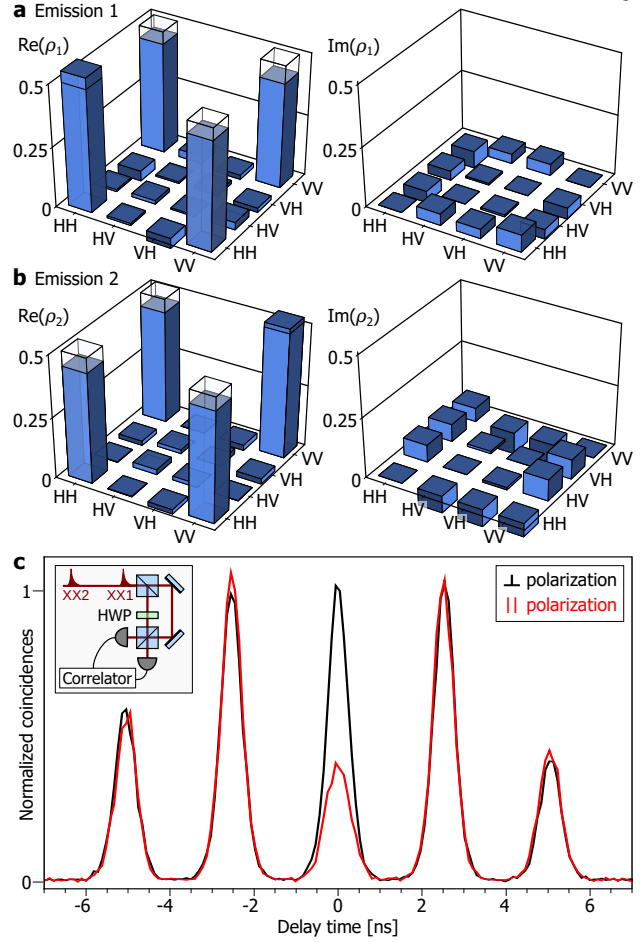 a Emission 1
Re(ρ₁)
Im(ρ₁)
0.5
0.25
0
HH
HV
VH
VV
HH
HV
VH
VV
0.5
0.25
0
HH
HV
VH
VV
HH
HV
VH
VV
b Emission 2
Re(ρ₂)
Im(ρ₂)
0.5
0.25
0
HH
HV
VH
VV
HH
HV
VH
VV
0.5
0.25
0
HH
HV
VH
VV
HH
HV
VH
VV
c
XX2 XX1
HWP
Correlator
⊥ polarization
|| polarization
Normalized coincidences
1
0
-6 -4 -2 0 2 4 6
Delay time [ns]